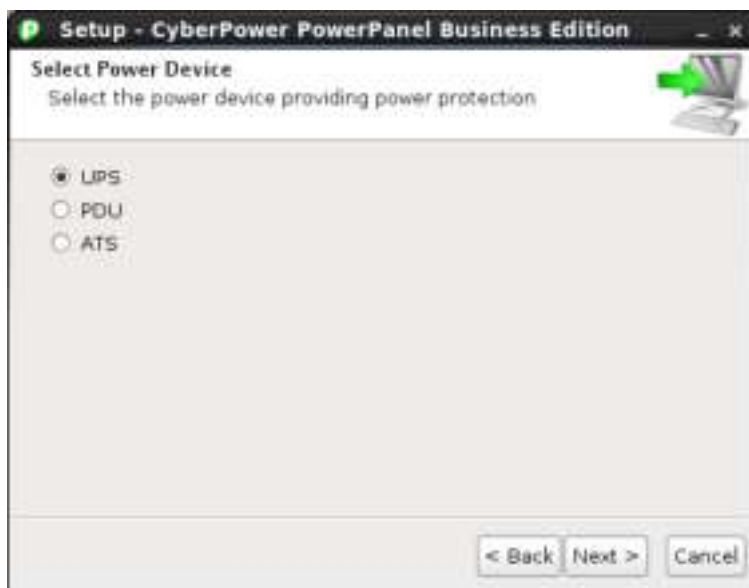 Setup - CyberPower PowerPanel Business Edition
Select Power Device
Select the power device providing power protection
UPS
PDU
ATS
< Back Next > Cancel